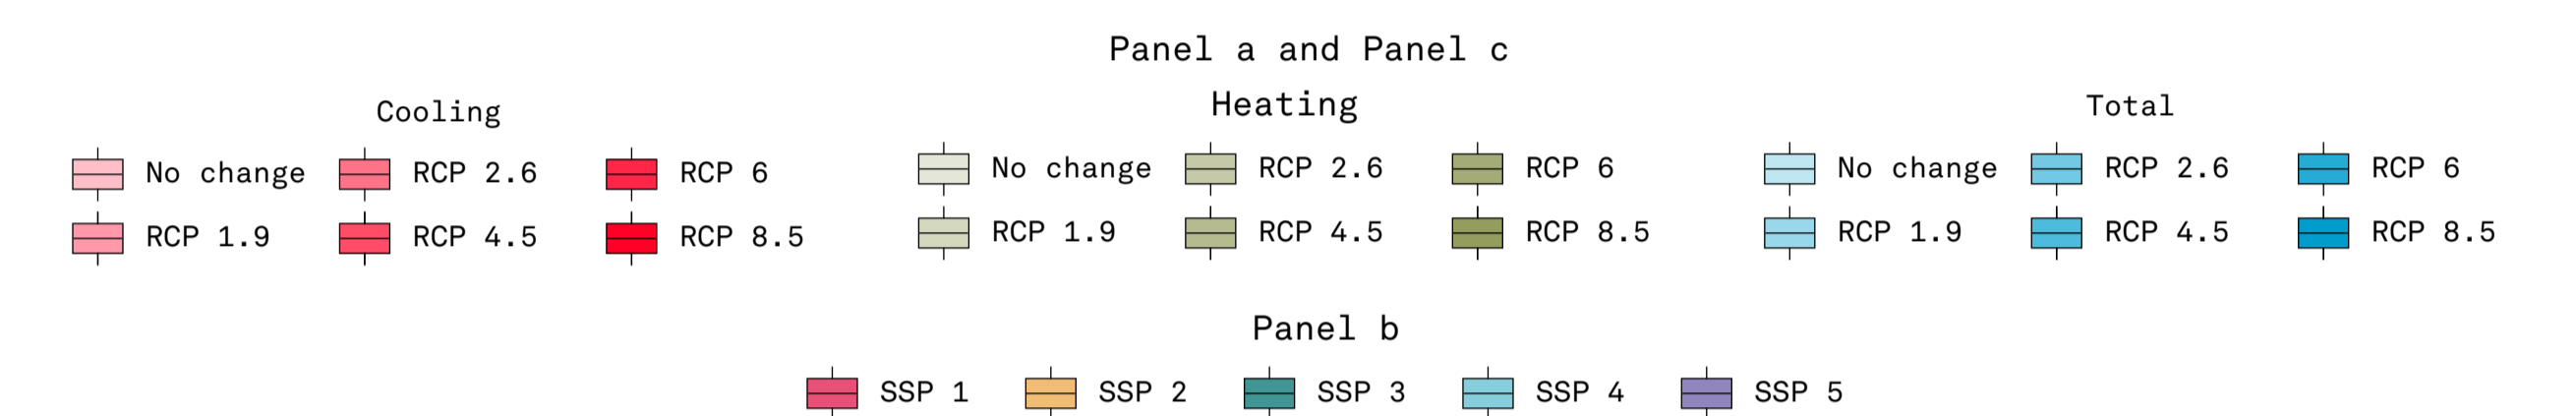 Panel a and Panel c
Cooling Heating Total
No change RCP 2.6 RCP 6 No change RCP 2.6 RCP 6 No change RCP 2.6 RCP 6
RCP 1.9 RCP 4.5 RCP 8.5 RCP 1.9 RCP 4.5 RCP 8.5 RCP 1.9 RCP 4.5 RCP 8.5
Panel b
SSP 1 SSP 2 SSP 3 SSP 4 SSP 5